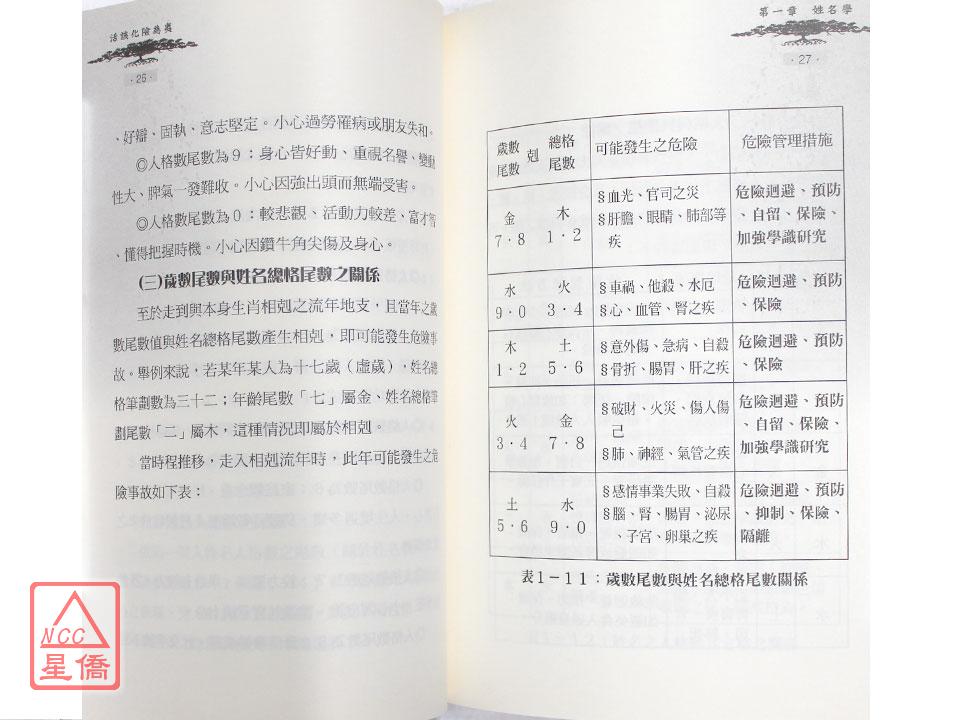 活談化險為夷
·26·
、好辯、固執、意志堅定。小心過勞罹病或朋友失和。
◎人格數尾數為９：身心皆好動、重視名譽、變動
性大、脾氣一發難收。小心因強出頭而無端受害。
◎人格數尾數為０：較悲觀、活動力較差、富才智
、懂得把握時機。小心因鑽牛角尖傷及身心。
(三)歲數尾數與姓名總格尾數之關係
至於走到與本身生肖相剋之流年地支，且當年之歲
數尾數值與姓名總格尾數產生相剋，即可能發生危險事
故。舉例來說，若某年某人為十七歲（虛歲），姓名總
格筆劃數為三十二；年齡尾數「七」屬金、姓名總格筆
劃尾數「二」屬木，這種情況即屬於相剋。
當時程推移，走入相剋流年時，此年可能發生之危
險事故如下表：
第一章 姓名學
·27·
歲數尾數 剋 總格尾數 可能發生之危險 危險管理措施
金 木
7·8 1·2
§血光、官司之災
§肝膽、眼睛、肺部等
疾
危險迴避、預防
、自留、保險、
加強學識研究
水 火
9·0 3·4
§車禍、他殺、水厄
§心、血管、腎之疾
危險迴避、預防
、保險
木 土
1·2 5·6
§意外傷、急病、自殺
§骨折、腸胃、肝之疾
危險迴避、預防
、保險
火 金
3·4 7·8
§破財、火災、傷人傷
己
§肺、神經、氣管之疾
危險迴避、預防
、自留、保險、
加強學識研究
土 水
5·6 9·0
§感情事業失敗、自殺
§腦、腎、腸胃、泌尿
、子宮、卵巢之疾
危險迴避、預防
、抑制、保險、
隔離
表1－11：歲數尾數與姓名總格尾數關係
NCC
星僑